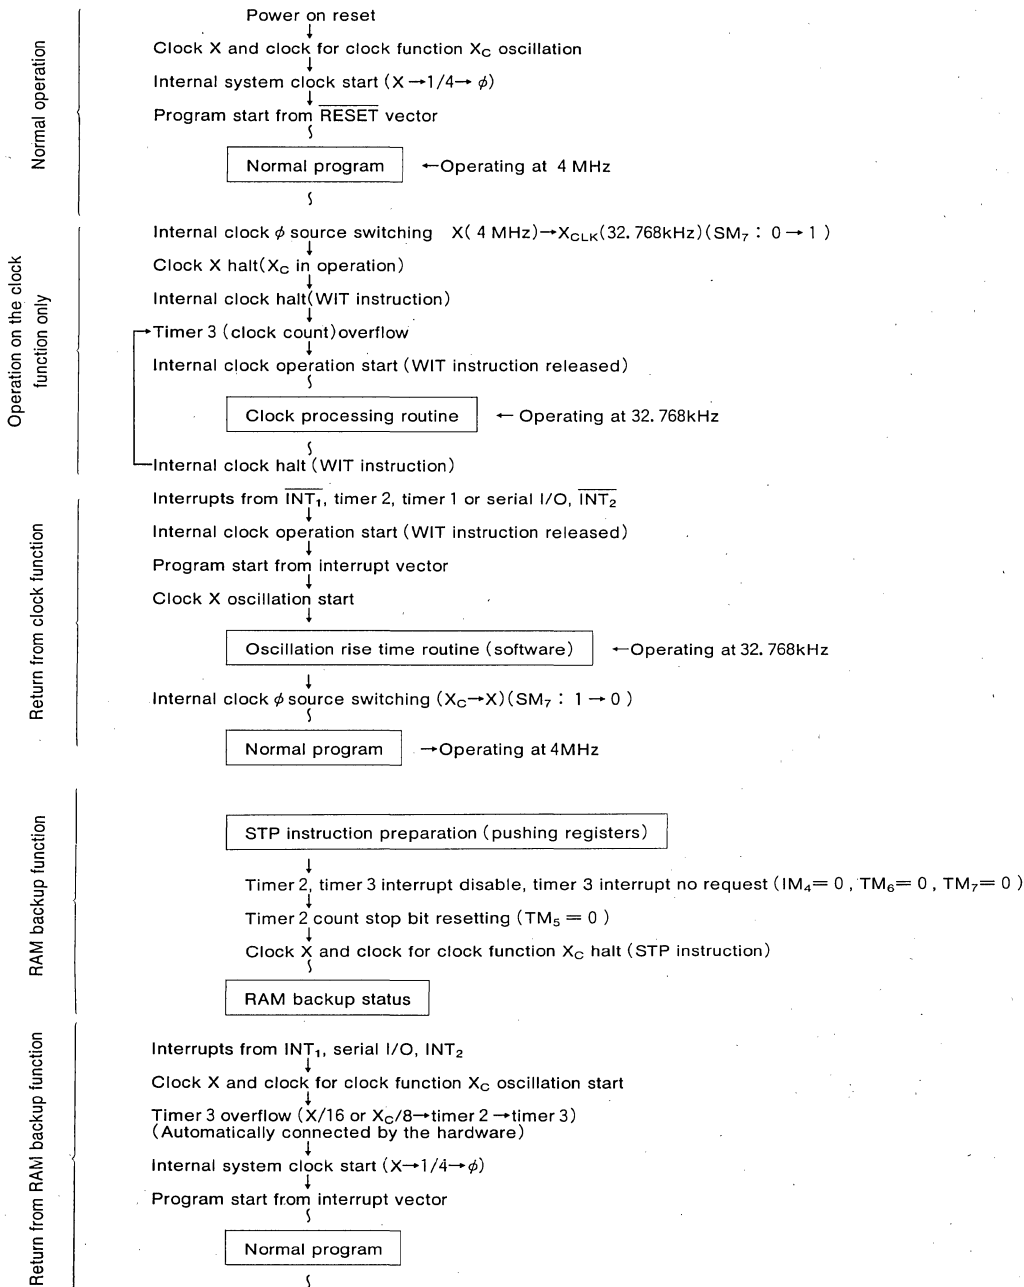 Normal operation
Power on reset
↓
Clock X and clock for clock function X_C oscillation
↓
Internal system clock start (X→1/4→ φ)
↓
Program start from R̅E̅S̅E̅T̅ vector
Normal program ←Operating at 4 MHz
Operation on the clock
function only
Internal clock φ source switching X( 4 MHz)→X_CLK(32. 768kHz)(SM₇ : 0 → 1 )
↓
Clock X halt(X_C in operation)
↓
Internal clock halt(WIT instruction)
↓
Timer 3 (clock count)overflow
↓
Internal clock operation start (WIT instruction released)
Clock processing routine ← Operating at 32. 768kHz
Internal clock halt (WIT instruction)
Return from clock function
Interrupts from I̅N̅T̅₁̅, timer 2, timer 1 or serial I/O, I̅N̅T̅₂̅
↓
Internal clock operation start (WIT instruction released)
↓
Program start from interrupt vector
↓
Clock X oscillation start
↓
Oscillation rise time routine (software) ←Operating at 32. 768kHz
↓
Internal clock φ source switching (X_C→X)(SM₇ : 1 → 0 )
Normal program →Operating at 4MHz
RAM backup function
STP instruction preparation (pushing registers)
↓
Timer 2, timer 3 interrupt disable, timer 3 interrupt no request (IM₄= 0 , TM₆= 0 , TM₇= 0 )
↓
Timer 2 count stop bit resetting (TM₅ = 0 )
↓
Clock X and clock for clock function X_C halt (STP instruction)
RAM backup status
Return from RAM backup function
Interrupts from INT₁, serial I/O, INT₂
↓
Clock X and clock for clock function X_C oscillation start
↓
Timer 3 overflow (X/16 or X_C/8→timer 2 →timer 3)
(Automatically connected by the hardware)
↓
Internal system clock start (X→1/4→φ)
↓
Program start from interrupt vector
Normal program